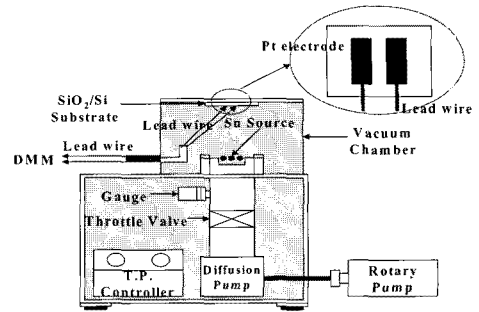 Pt electrode
SiO2/Si
Substrate
Lead wire
Lead wire
Sn Source
Vacuum
Chamber
Lead wire
DMM
Gauge
Throttle Valve
T.P.
Controller
Diffusion
Pump
Rotary
Pump